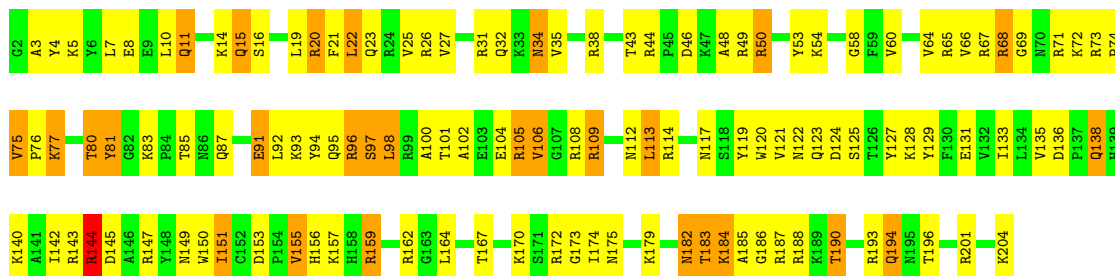 G2 A3 Y4 K5 Y6 L7 E8 E9 L10 Q11 K14 Q15 S16 L19 R20 F21 L22 Q23 R24 V25 R26 V27 R31 Q32 K33 N34 V35 R38 T43 R44 P45 D46 K47 A48 R49 R50 Y53 K54 G58 F59 V60 V64 R65 V66 R67 R68 G69 N70 R71 K72 R73
V75 P76 K77 T80 Y81 G82 K83 P84 T85 N86 Q87 E91 L92 K93 Y94 Q95 R96 S97 L98 R99 A100 T101 A102 E103 E104 R105 V106 G107 R108 R109 N112 L113 R114 N117 S118 Y119 W120 V121 N122 Q123 D124 S125 T126 Y127 K128 Y129 F130 E131 V132 I133 L134 V135 D136 P137 Q138
K140 A141 I142 R143 R144 D145 A146 R147 Y148 N149 W150 I151 C152 D153 P154 V155 H156 K157 H158 R159 R162 G163 L164 T167 K170 S171 R172 G173 I174 N175 K179 N182 T183 K184 A185 G186 R187 R188 K189 T190 R193 Q194 N195 T196 R201 K204